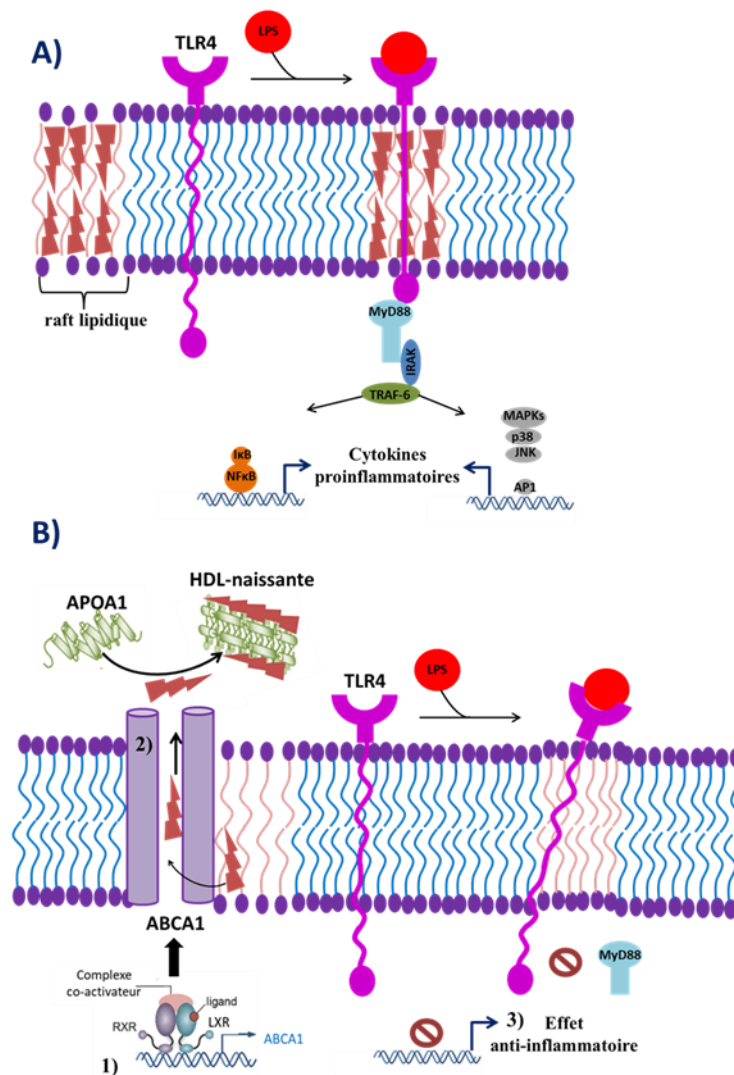 A)
TLR4
LPS
raft lipidique
MyD88
IRAK
TRAF-6
IκB
NFκB
Cytokines
proinflammatoires
MAPKs
p38
JNK
AP1
B)
APOA1
HDL-naissante
TLR4
LPS
2)
ABCA1
MyD88
Complexe
co-activateur
ligand
RXR
LXR
ABCA1
1)
3) Effet
anti-inflammatoire